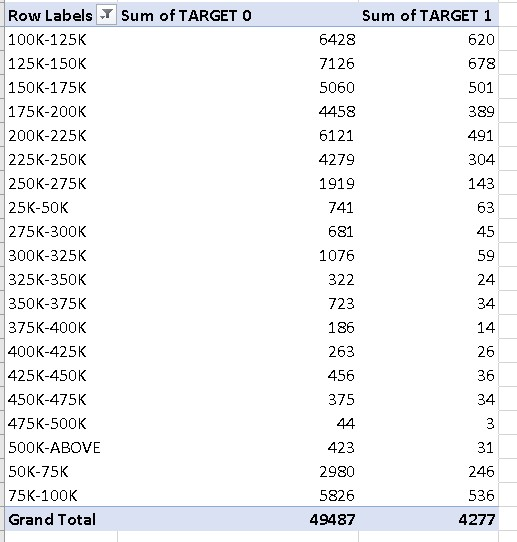 Row Labels Sum of TARGET 0 Sum of TARGET 1
100K-125K 6428 620
125K-150K 7126 678
150K-175K 5060 501
175K-200K 4458 389
200K-225K 6121 491
225K-250K 4279 304
250K-275K 1919 143
25K-50K 741 63
275K-300K 681 45
300K-325K 1076 59
325K-350K 322 24
350K-375K 723 34
375K-400K 186 14
400K-425K 263 26
425K-450K 456 36
450K-475K 375 34
475K-500K 44 3
500K-ABOVE 423 31
50K-75K 2980 246
75K-100K 5826 536
Grand Total 49487 4277